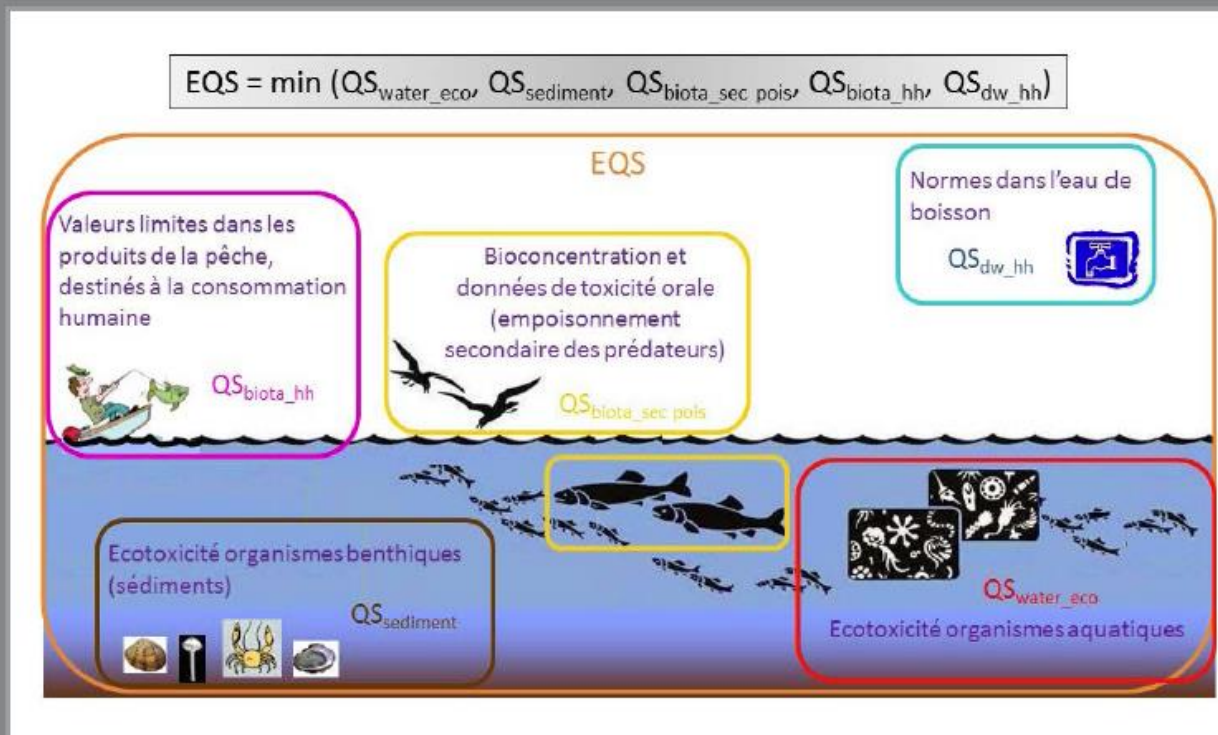 EQS = min (QSwater_eco, QSsediment, QSbiota_sec pois, QSbiota_hh, QSdw_hh)
EQS
Valeurs limites dans les
produits de la pêche,
destinés à la consommation
humaine
QSbiota_hh
Bioconcentration et
données de toxicité orale
(empoisonnement
secondaire des prédateurs)
QSbiota_sec pois
Normes dans l'eau de
boisson
QSdw_hh
Ecotoxicité organismes benthiques
(sédiments)
QSsediment
QSwater_eco
Ecotoxicité organismes aquatiques